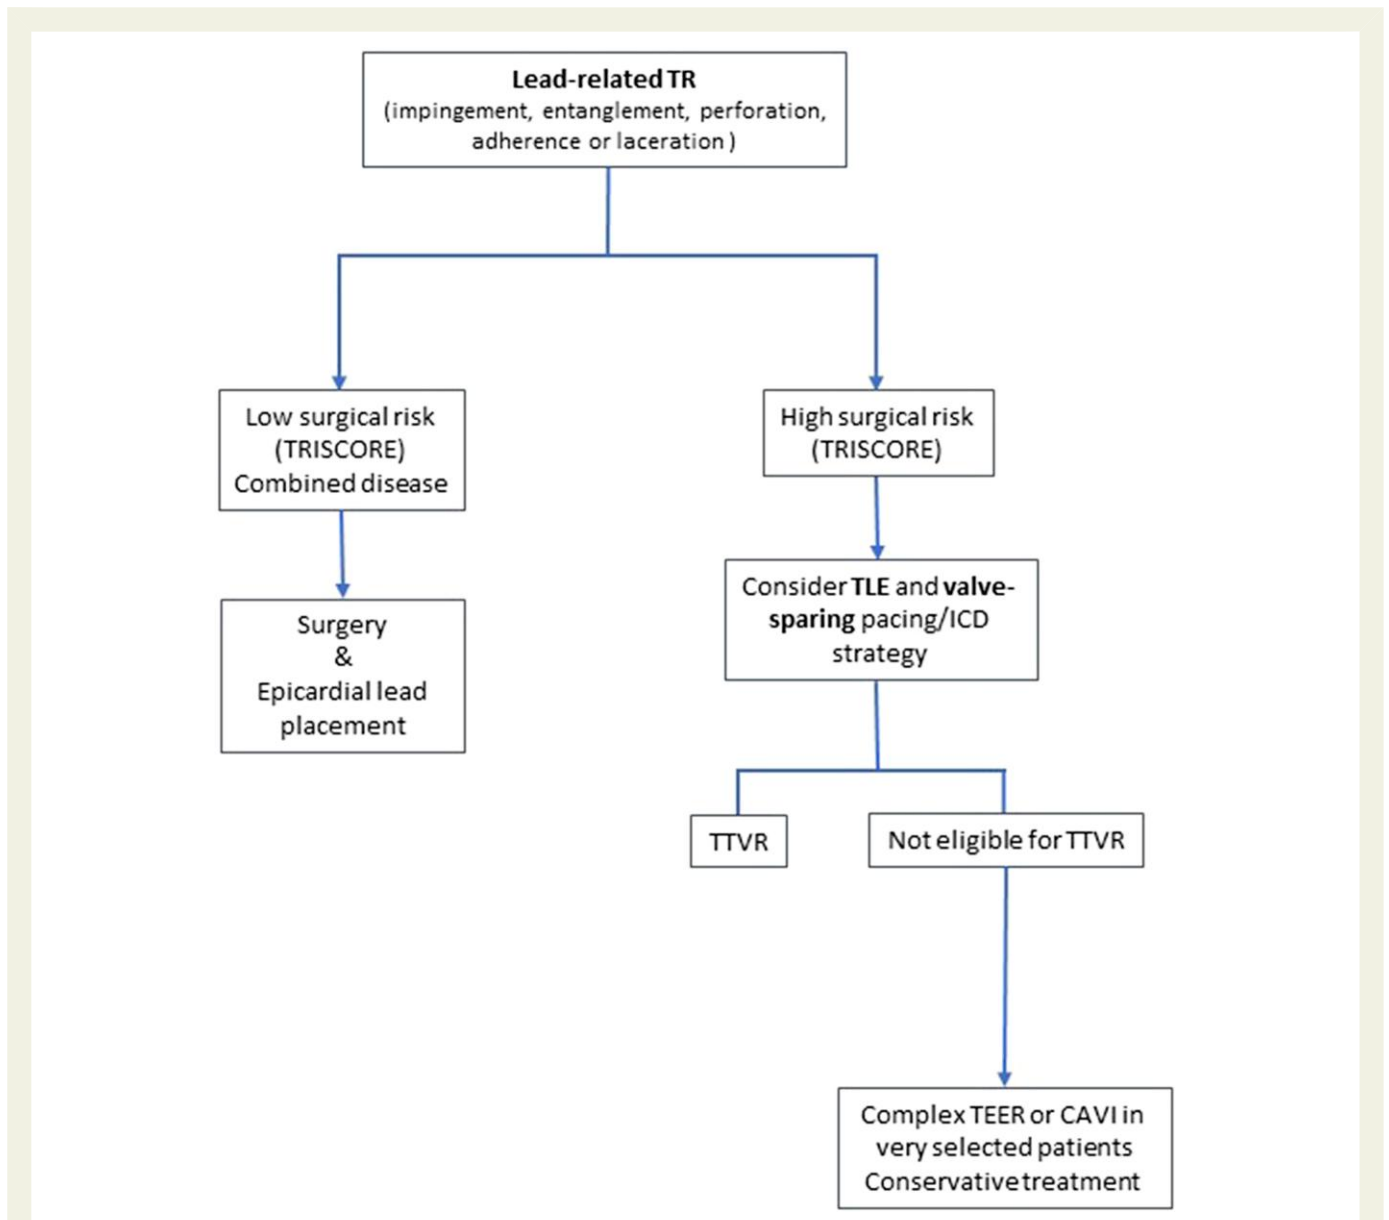 Lead-related TR
(impingement, entanglement, perforation,
adherence or laceration )
Low surgical risk
(TRISCORE)
Combined disease
High surgical risk
(TRISCORE)
Surgery
&
Epicardial lead
placement
Consider TLE and valve-
sparing pacing/ICD
strategy
TTVR
Not eligible for TTVR
Complex TEER or CAVI in
very selected patients
Conservative treatment